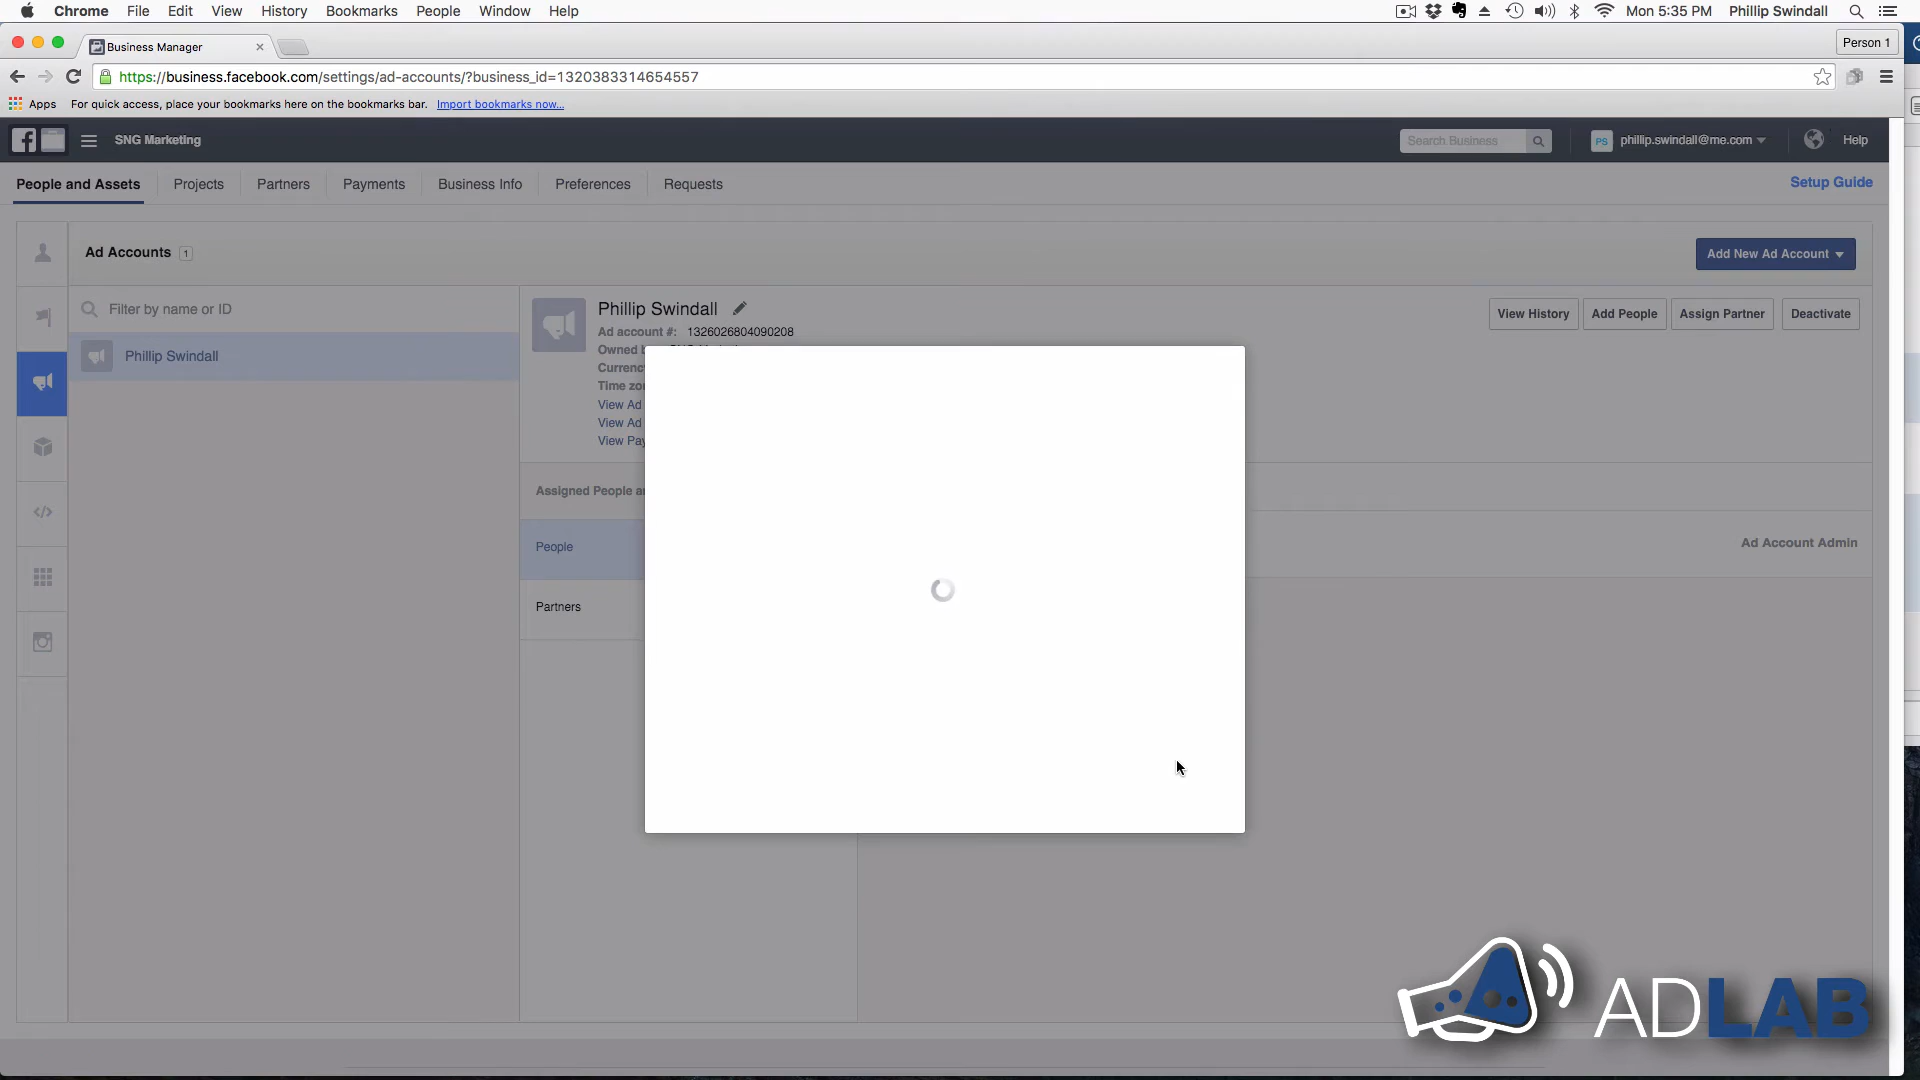 Chrome File Edit View History Bookmarks People Window Help Mon 5:35 PM Phillip Swindall
Business Manager Person 1
https://business.facebook.com/settings/ad-accounts/?business_id=1320383314654557
Apps For quick access, place your bookmarks here on the bookmarks bar. Import bookmarks now...
SNG Marketing Search Business PS phillip.swindall@me.com Help
People and Assets Projects Partners Payments Business Info Preferences Requests Setup Guide
Ad Accounts 1 Add New Ad Account
Filter by name or ID
Phillip Swindall
Phillip Swindall
Ad account #: 1326026804090208
Owned b
Currenc
Time zo
View Ad
View Ad
View Pay
View History Add People Assign Partner Deactivate
Assigned People a
People
Partners
Ad Account Admin
ADLAB